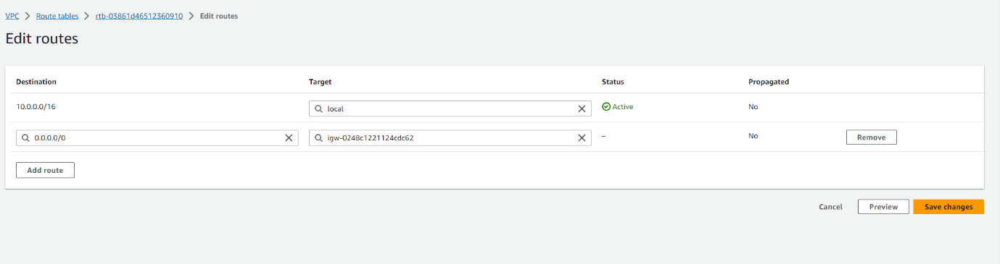 VPC > Route tables > rtb-03861d46512360910 > Edit routes
Edit routes
Destination Target Status Propagated
10.0.0.0/16 local Active No
0.0.0.0/0 igw-0248c1221124cdc62 – No Remove
Add route
Cancel Preview Save changes